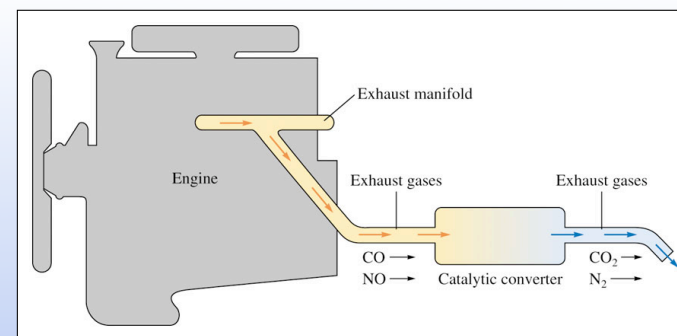 Exhaust manifold
Engine
Exhaust gases
Exhaust gases
CO →
NO →
Catalytic converter
CO₂ →
N₂ →